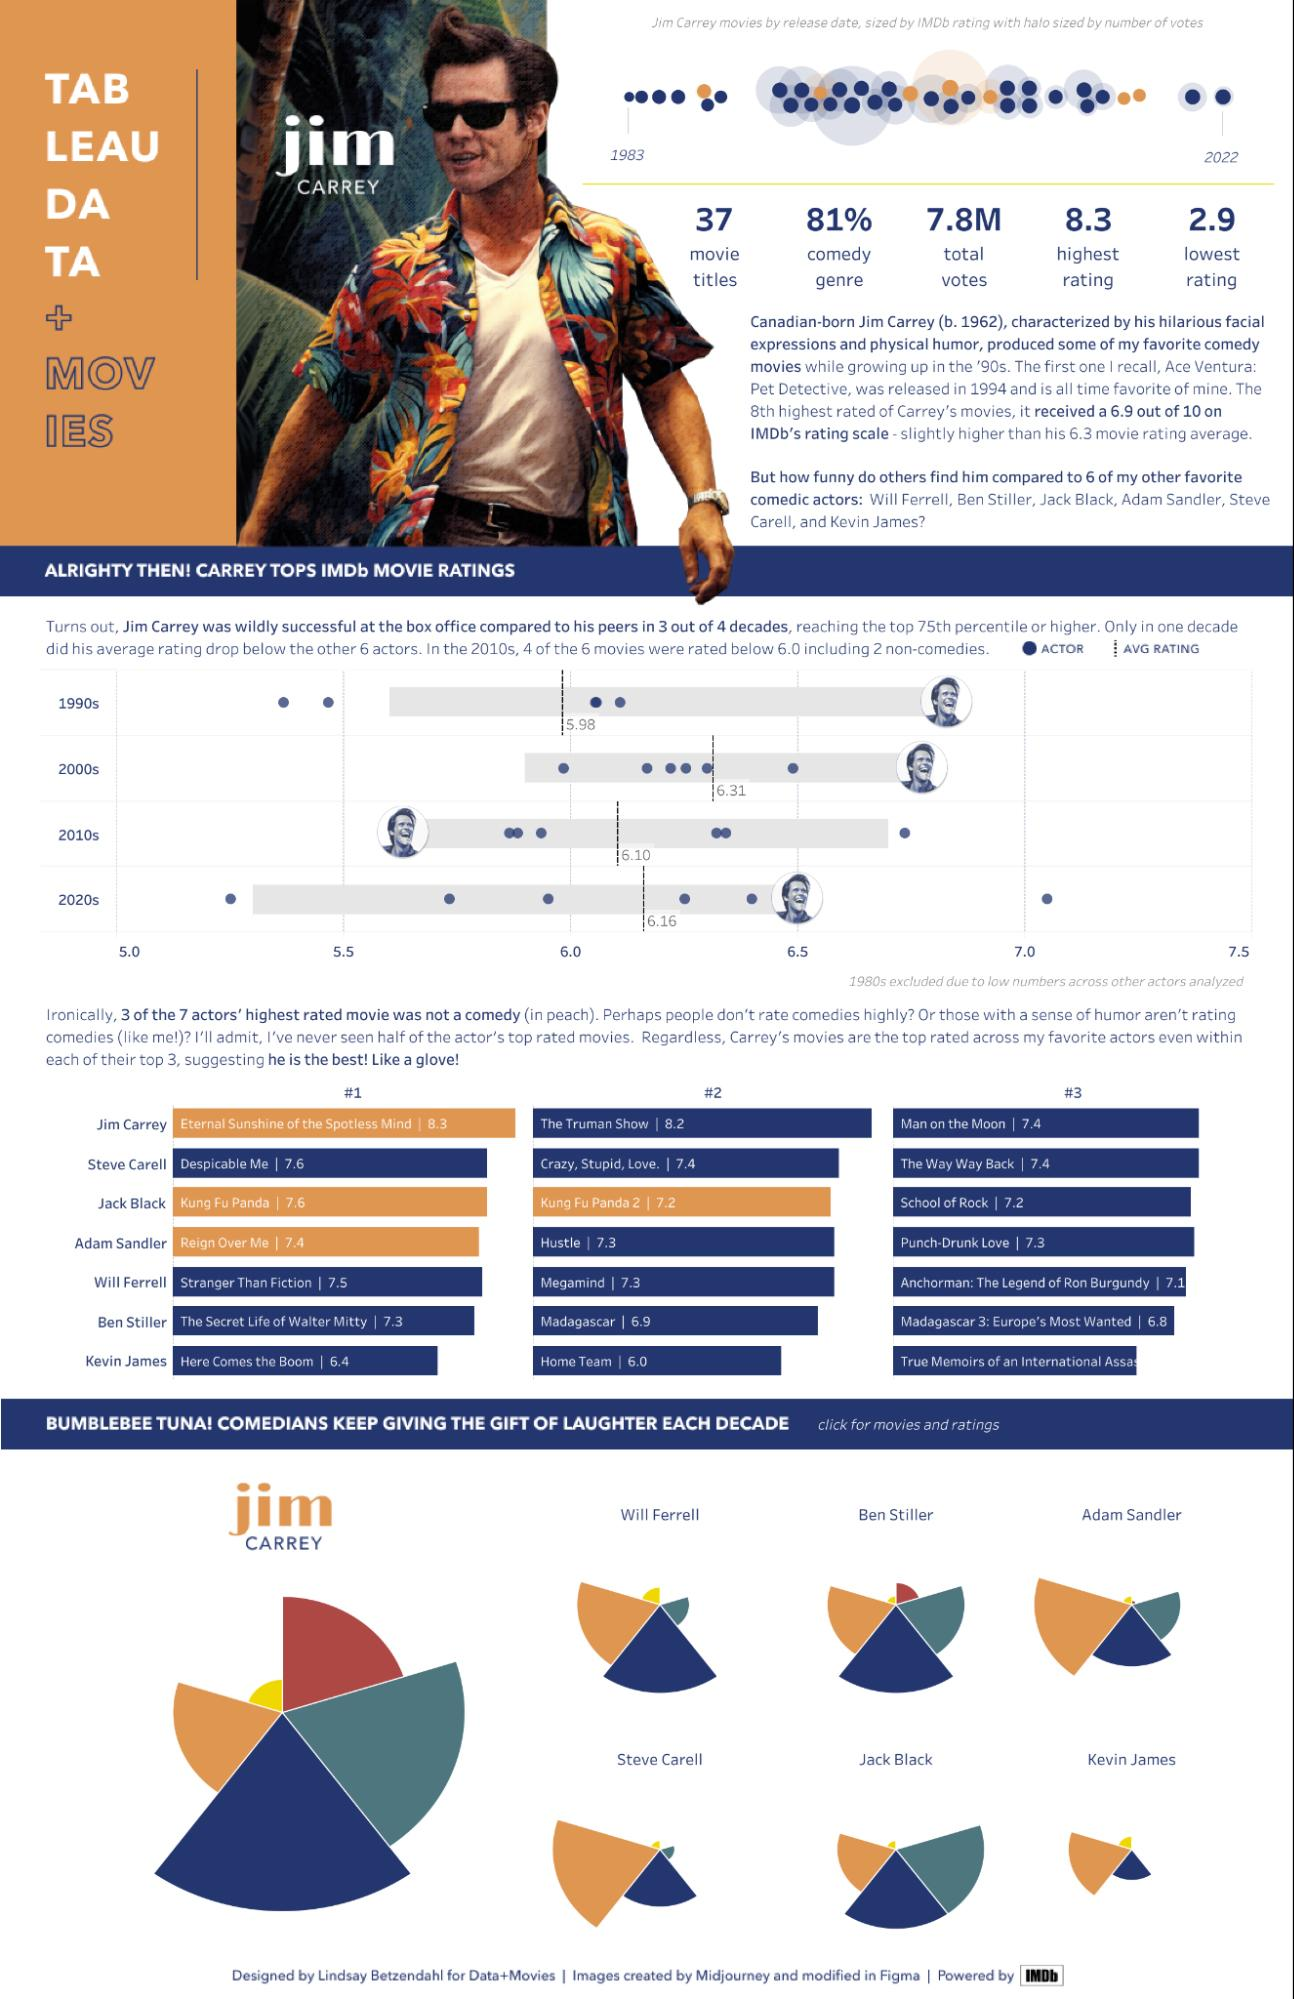 TAB
LEAU
DA
TA
+
MOV
IES
jim
CARREY
Jim Carrey movies by release date, sized by IMDb rating with halo sized by number of votes
1983
2022
37 81% 7.8M 8.3 2.9
movie comedy total highest lowest
titles genre votes rating rating
Canadian-born Jim Carrey (b. 1962), characterized by his hilarious facial
expressions and physical humor, produced some of my favorite comedy
movies while growing up in the '90s. The first one I recall, Ace Ventura:
Pet Detective, was released in 1994 and is all time favorite of mine. The
8th highest rated of Carrey's movies, it received a 6.9 out of 10 on
IMDb's rating scale - slightly higher than his 6.3 movie rating average.
But how funny do others find him compared to 6 of my other favorite
comedic actors: Will Ferrell, Ben Stiller, Jack Black, Adam Sandler, Steve
Carell, and Kevin James?
ALRIGHTY THEN! CARREY TOPS IMDb MOVIE RATINGS
Turns out, Jim Carrey was wildly successful at the box office compared to his peers in 3 out of 4 decades, reaching the top 75th percentile or higher. Only in one decade
did his average rating drop below the other 6 actors. In the 2010s, 4 of the 6 movies were rated below 6.0 including 2 non-comedies. ACTOR AVG RATING
1990s
5.98
2000s
6.31
2010s
6.10
2020s
6.16
5.0 5.5 6.0 6.5 7.0 7.5
1980s excluded due to low numbers across other actors analyzed
Ironically, 3 of the 7 actors' highest rated movie was not a comedy (in peach). Perhaps people don't rate comedies highly? Or those with a sense of humor aren't rating
comedies (like me!)? I'll admit, I've never seen half of the actor's top rated movies. Regardless, Carrey's movies are the top rated across my favorite actors even within
each of their top 3, suggesting he is the best! Like a glove!
#1 #2 #3
Jim Carrey Eternal Sunshine of the Spotless Mind | 8.3 The Truman Show | 8.2 Man on the Moon | 7.4
Steve Carell Despicable Me | 7.6 Crazy, Stupid, Love. | 7.4 The Way Way Back | 7.4
Jack Black Kung Fu Panda | 7.6 Kung Fu Panda 2 | 7.2 School of Rock | 7.2
Adam Sandler Reign Over Me | 7.4 Hustle | 7.3 Punch-Drunk Love | 7.3
Will Ferrell Stranger Than Fiction | 7.5 Megamind | 7.3 Anchorman: The Legend of Ron Burgundy | 7.1
Ben Stiller The Secret Life of Walter Mitty | 7.3 Madagascar | 6.9 Madagascar 3: Europe's Most Wanted | 6.8
Kevin James Here Comes the Boom | 6.4 Home Team | 6.0 True Memoirs of an International Assas
BUMBLEBEE TUNA! COMEDIANS KEEP GIVING THE GIFT OF LAUGHTER EACH DECADE click for movies and ratings
jim
CARREY
Will Ferrell Ben Stiller Adam Sandler
Steve Carell Jack Black Kevin James
Designed by Lindsay Betzendahl for Data+Movies | Images created by Midjourney and modified in Figma | Powered by IMDb